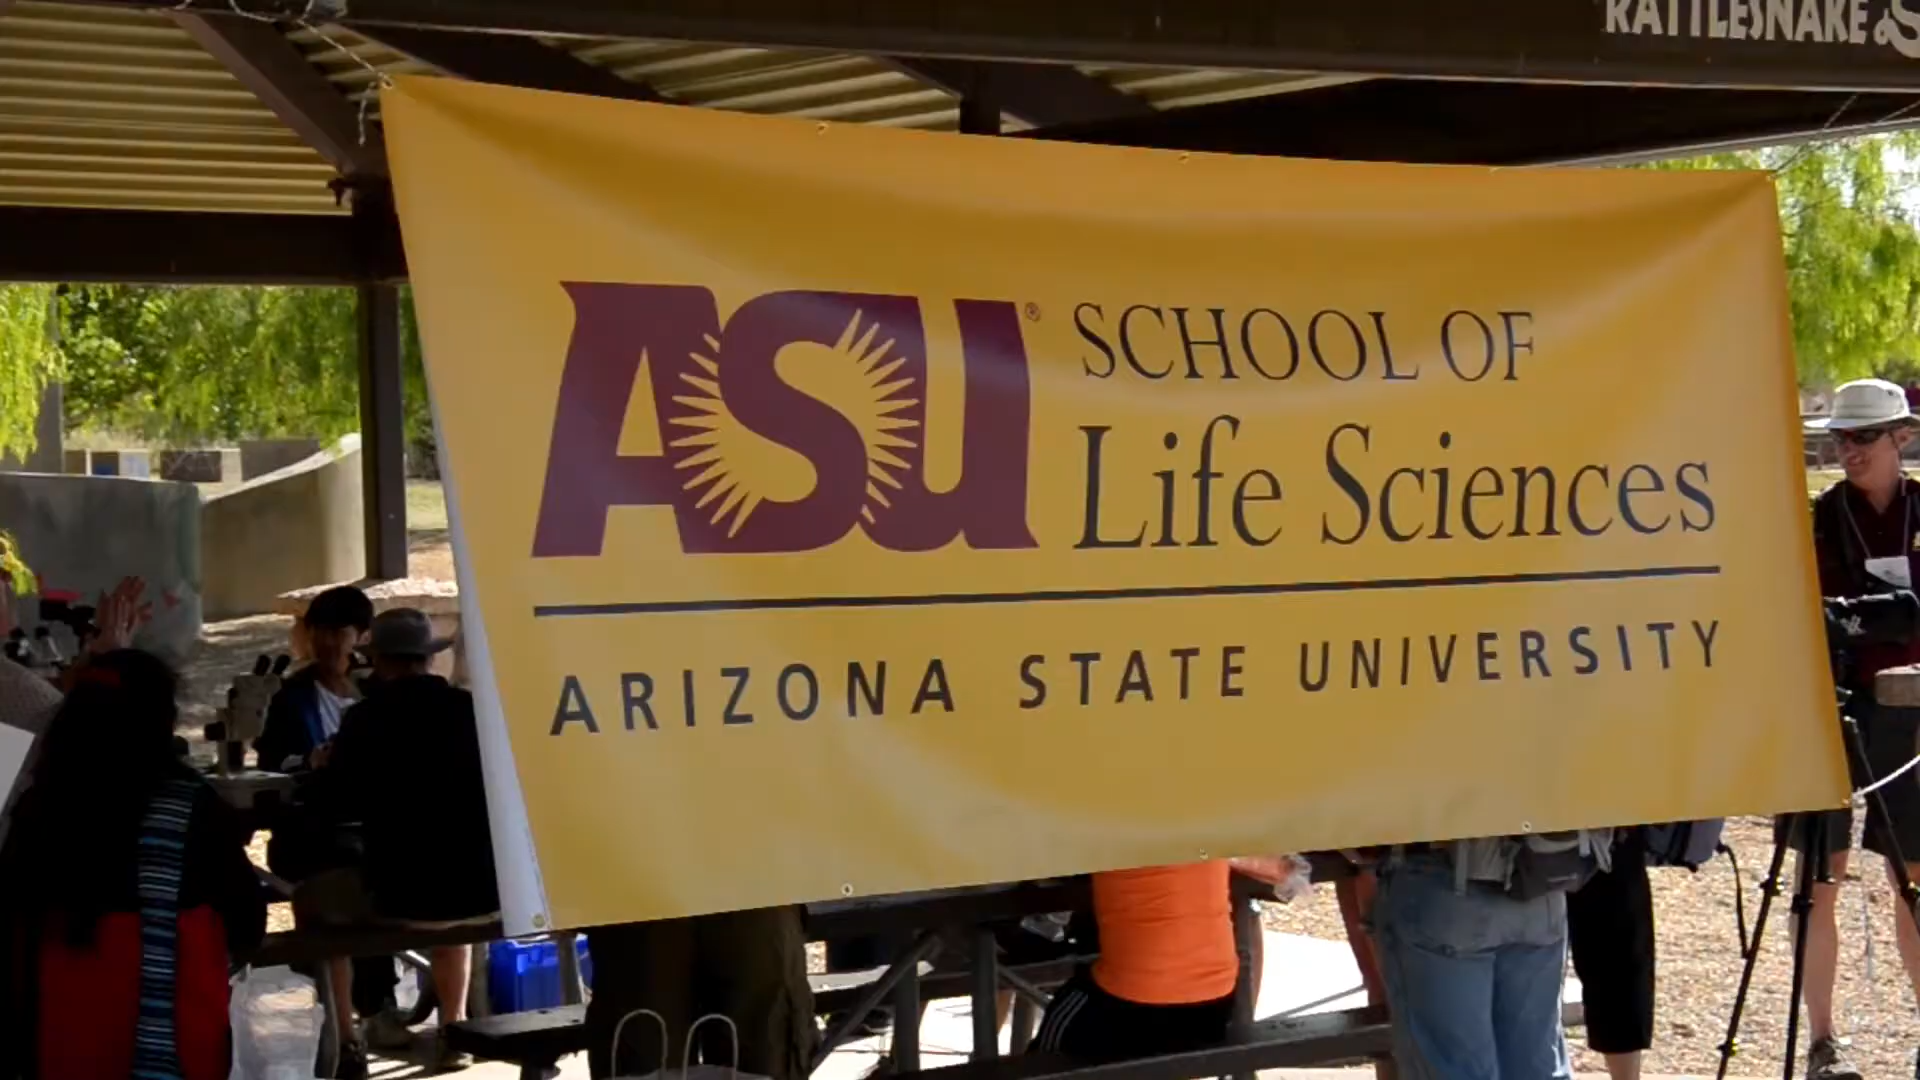 RATTLESNAKE
ASU® SCHOOL OF
Life Sciences
ARIZONA STATE UNIVERSITY